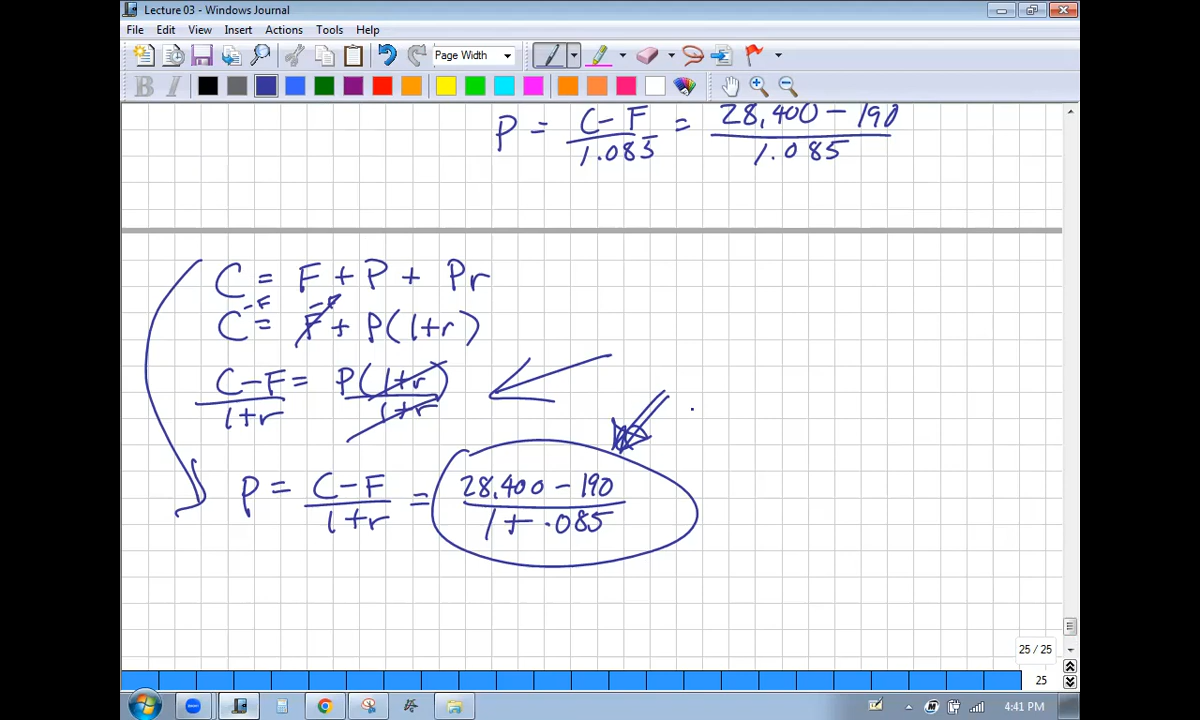 Lecture 03 - Windows Journal
File Edit View Insert Actions Tools Help
Page Width
B I
P = C-F / 1.085 = 28,400 - 190 / 1.085
C = F + P + Pr
-F -F
C = F + P(1+r)
C-F / 1+r = P(1+r) / 1+r
P = C-F / 1+r = 28,400 - 190 / 1 + .085
25 / 25
25
4:41 PM